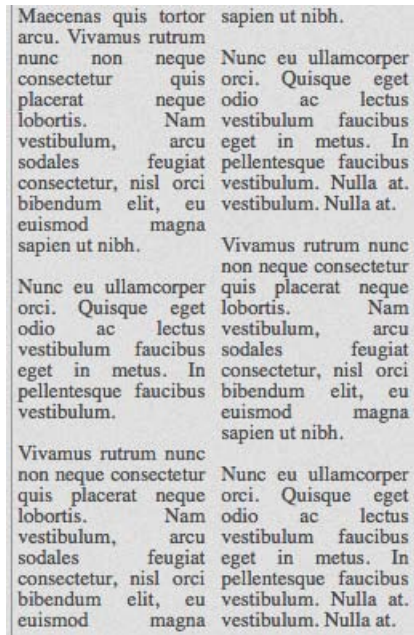 Maecenas quis tortor
arcu. Vivamus rutrum
nunc non neque
consectetur quis
placerat neque
lobortis. Nam
vestibulum, arcu
sodales feugiat
consectetur, nisl orci
bibendum elit, eu
euismod magna
sapien ut nibh.
Nunc eu ullamcorper
orci. Quisque eget
odio ac lectus
vestibulum faucibus
eget in metus. In
pellentesque faucibus
vestibulum.
Vivamus rutrum nunc
non neque consectetur
quis placerat neque
lobortis. Nam
vestibulum, arcu
sodales feugiat
consectetur, nisl orci
bibendum elit, eu
euismod magna
sapien ut nibh.
Nunc eu ullamcorper
orci. Quisque eget
odio ac lectus
vestibulum faucibus
eget in metus. In
pellentesque faucibus
vestibulum. Nulla at.
vestibulum. Nulla at.
Vivamus rutrum nunc
non neque consectetur
quis placerat neque
lobortis. Nam
vestibulum, arcu
sodales feugiat
consectetur, nisl orci
bibendum elit, eu
euismod magna
sapien ut nibh.
Nunc eu ullamcorper
orci. Quisque eget
odio ac lectus
vestibulum faucibus
eget in metus. In
pellentesque faucibus
vestibulum. Nulla at.
vestibulum. Nulla at.